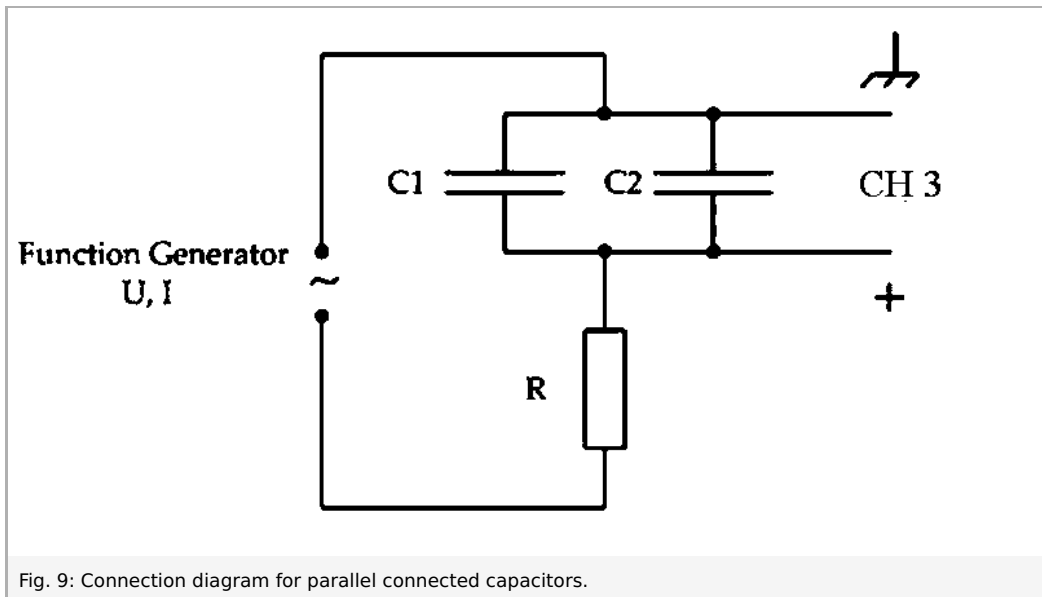 C1
C2
CH 3
Function Generator
~
U, I
+
R
Fig. 9: Connection diagram for parallel connected capacitors.